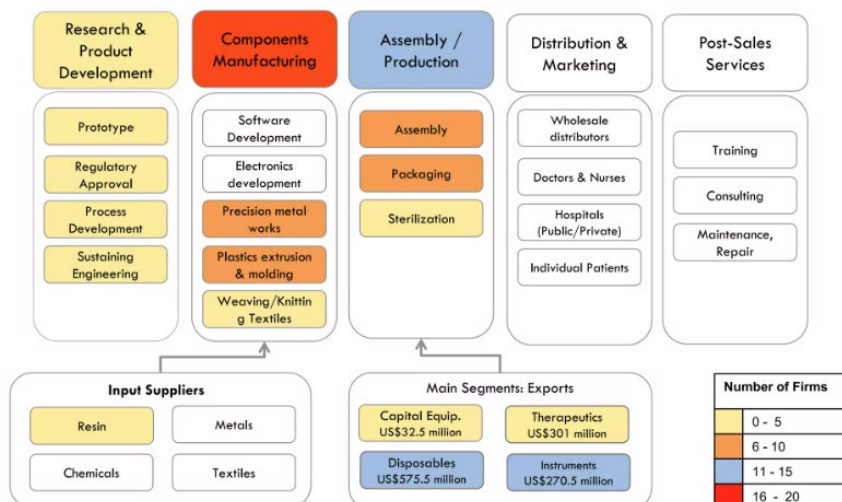 Research &
Product
Development
Components
Manufacturing
Assembly /
Production
Distribution &
Marketing
Post-Sales
Services
Prototype
Regulatory
Approval
Process
Development
Sustaining
Engineering
Software
Development
Electronics
development
Precision metal
works
Plastics extrusion
& molding
Weaving/Knittin
g Textiles
Assembly
Packaging
Sterilization
Wholesale
distributors
Doctors & Nurses
Hospitals
(Public/Private)
Individual Patients
Training
Consulting
Maintenance,
Repair
Input Suppliers
Resin
Metals
Chemicals
Textiles
Main Segments: Exports
Capital Equip.
US$32.5 million
Therapeutics
US$301 million
Disposables
US$575.5 million
Instruments
US$270.5 million
Number of Firms
0 - 5
6 - 10
11 - 15
16 - 20